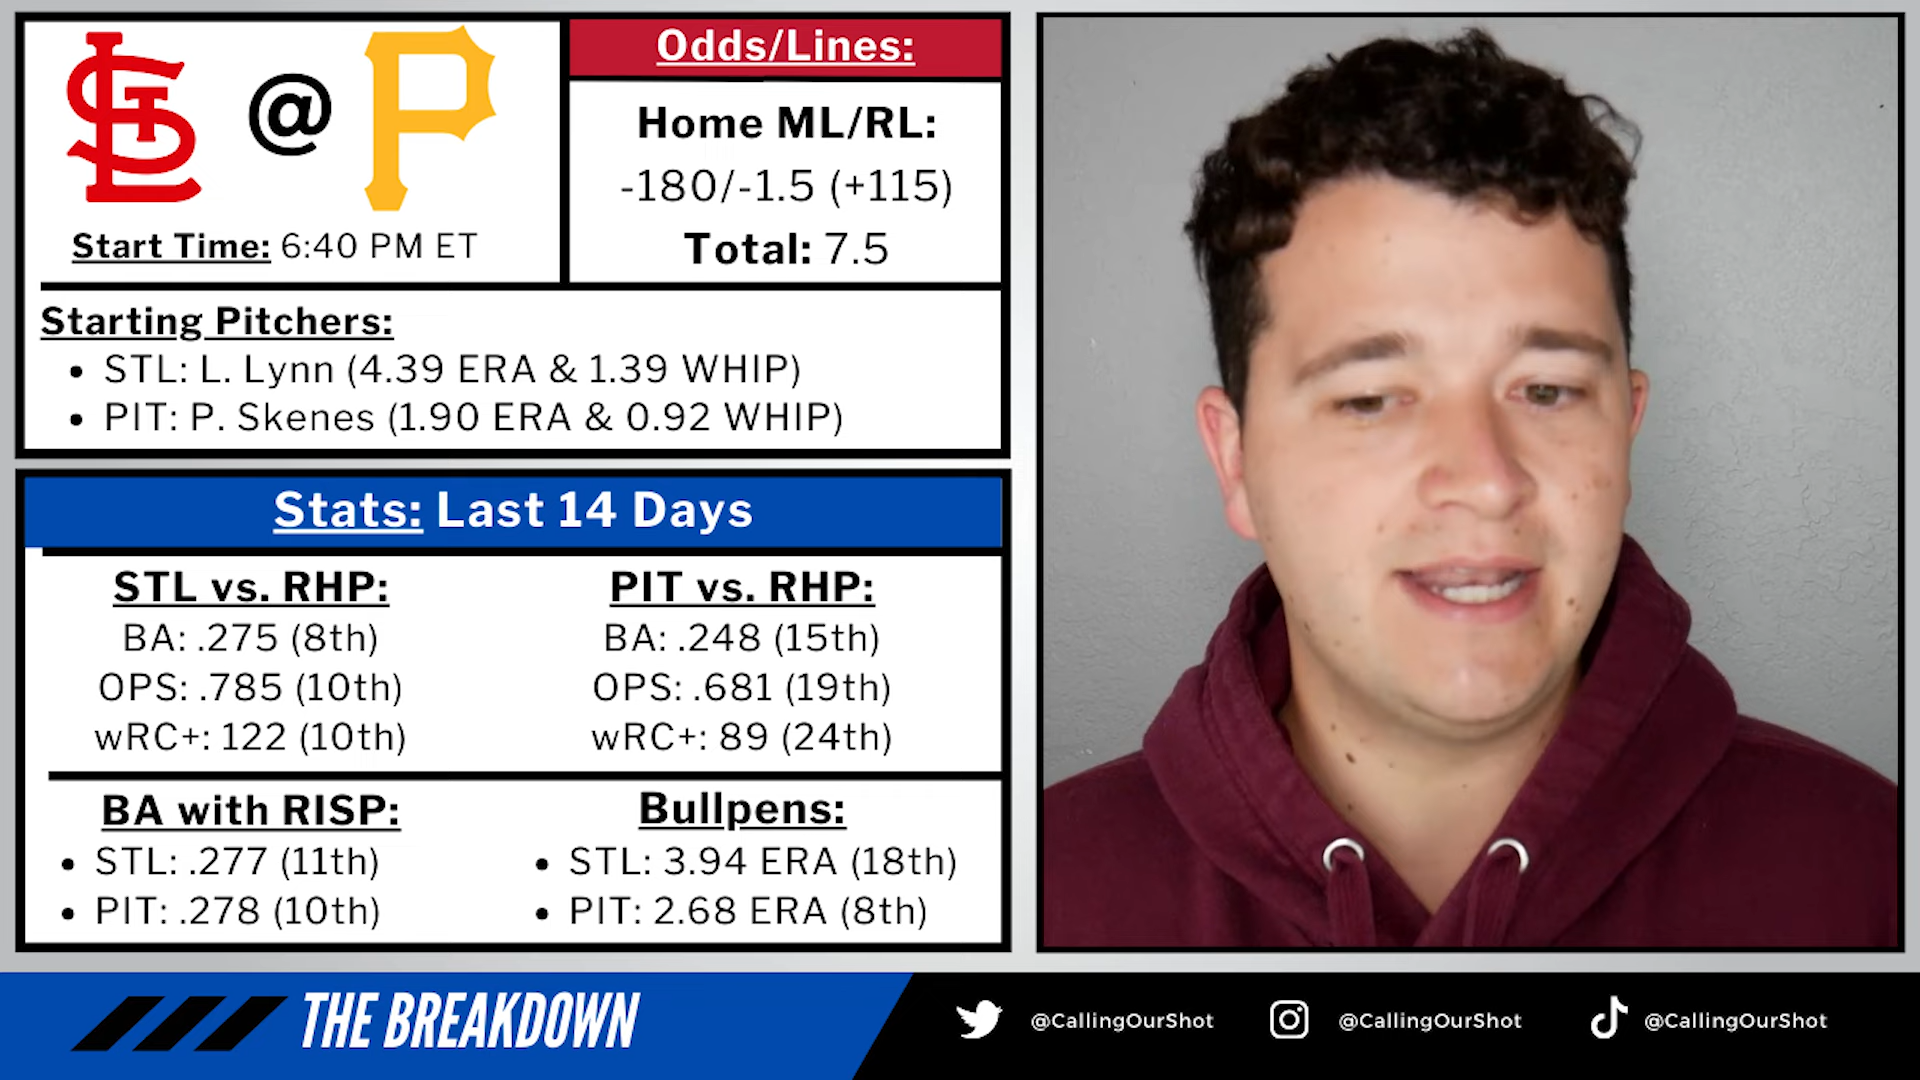 STL @ P
Start Time: 6:40 PM ET
Odds/Lines:
Home ML/RL:
-180/-1.5 (+115)
Total: 7.5
Starting Pitchers:
• STL: L. Lynn (4.39 ERA & 1.39 WHIP)
• PIT: P. Skenes (1.90 ERA & 0.92 WHIP)
Stats: Last 14 Days
STL vs. RHP:
BA: .275 (8th)
OPS: .785 (10th)
wRC+: 122 (10th)
PIT vs. RHP:
BA: .248 (15th)
OPS: .681 (19th)
wRC+: 89 (24th)
BA with RISP:
• STL: .277 (11th)
• PIT: .278 (10th)
Bullpens:
• STL: 3.94 ERA (18th)
• PIT: 2.68 ERA (8th)
THE BREAKDOWN
@CallingOurShot
@CallingOurShot
@CallingOurShot